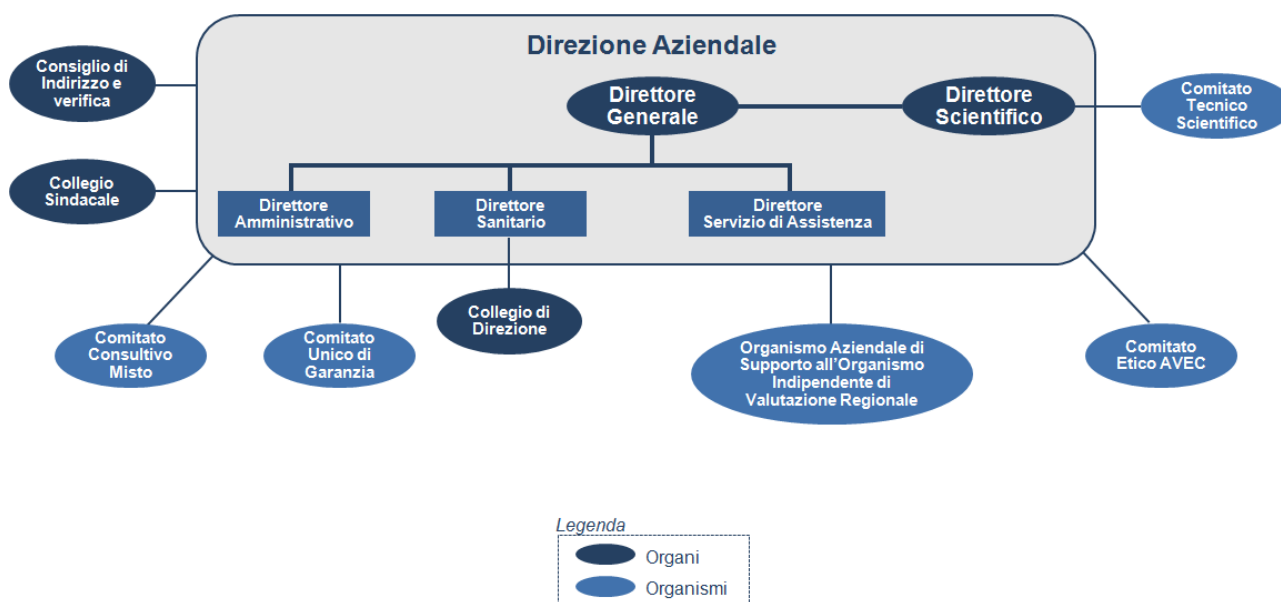 Direzione Aziendale
Consiglio di
Indirizzo e
verifica
Direttore
Generale
Direttore
Scientifico
Comitato
Tecnico
Scientifico
Collegio
Sindacale
Direttore
Amministrativo
Direttore
Sanitario
Direttore
Servizio di Assistenza
Comitato
Consultivo
Misto
Comitato
Unico di
Garanzia
Collegio di
Direzione
Organismo Aziendale di
Supporto all’Organismo
Indipendente di
Valutazione Regionale
Comitato
Etico AVEC
Legenda
Organi
Organismi